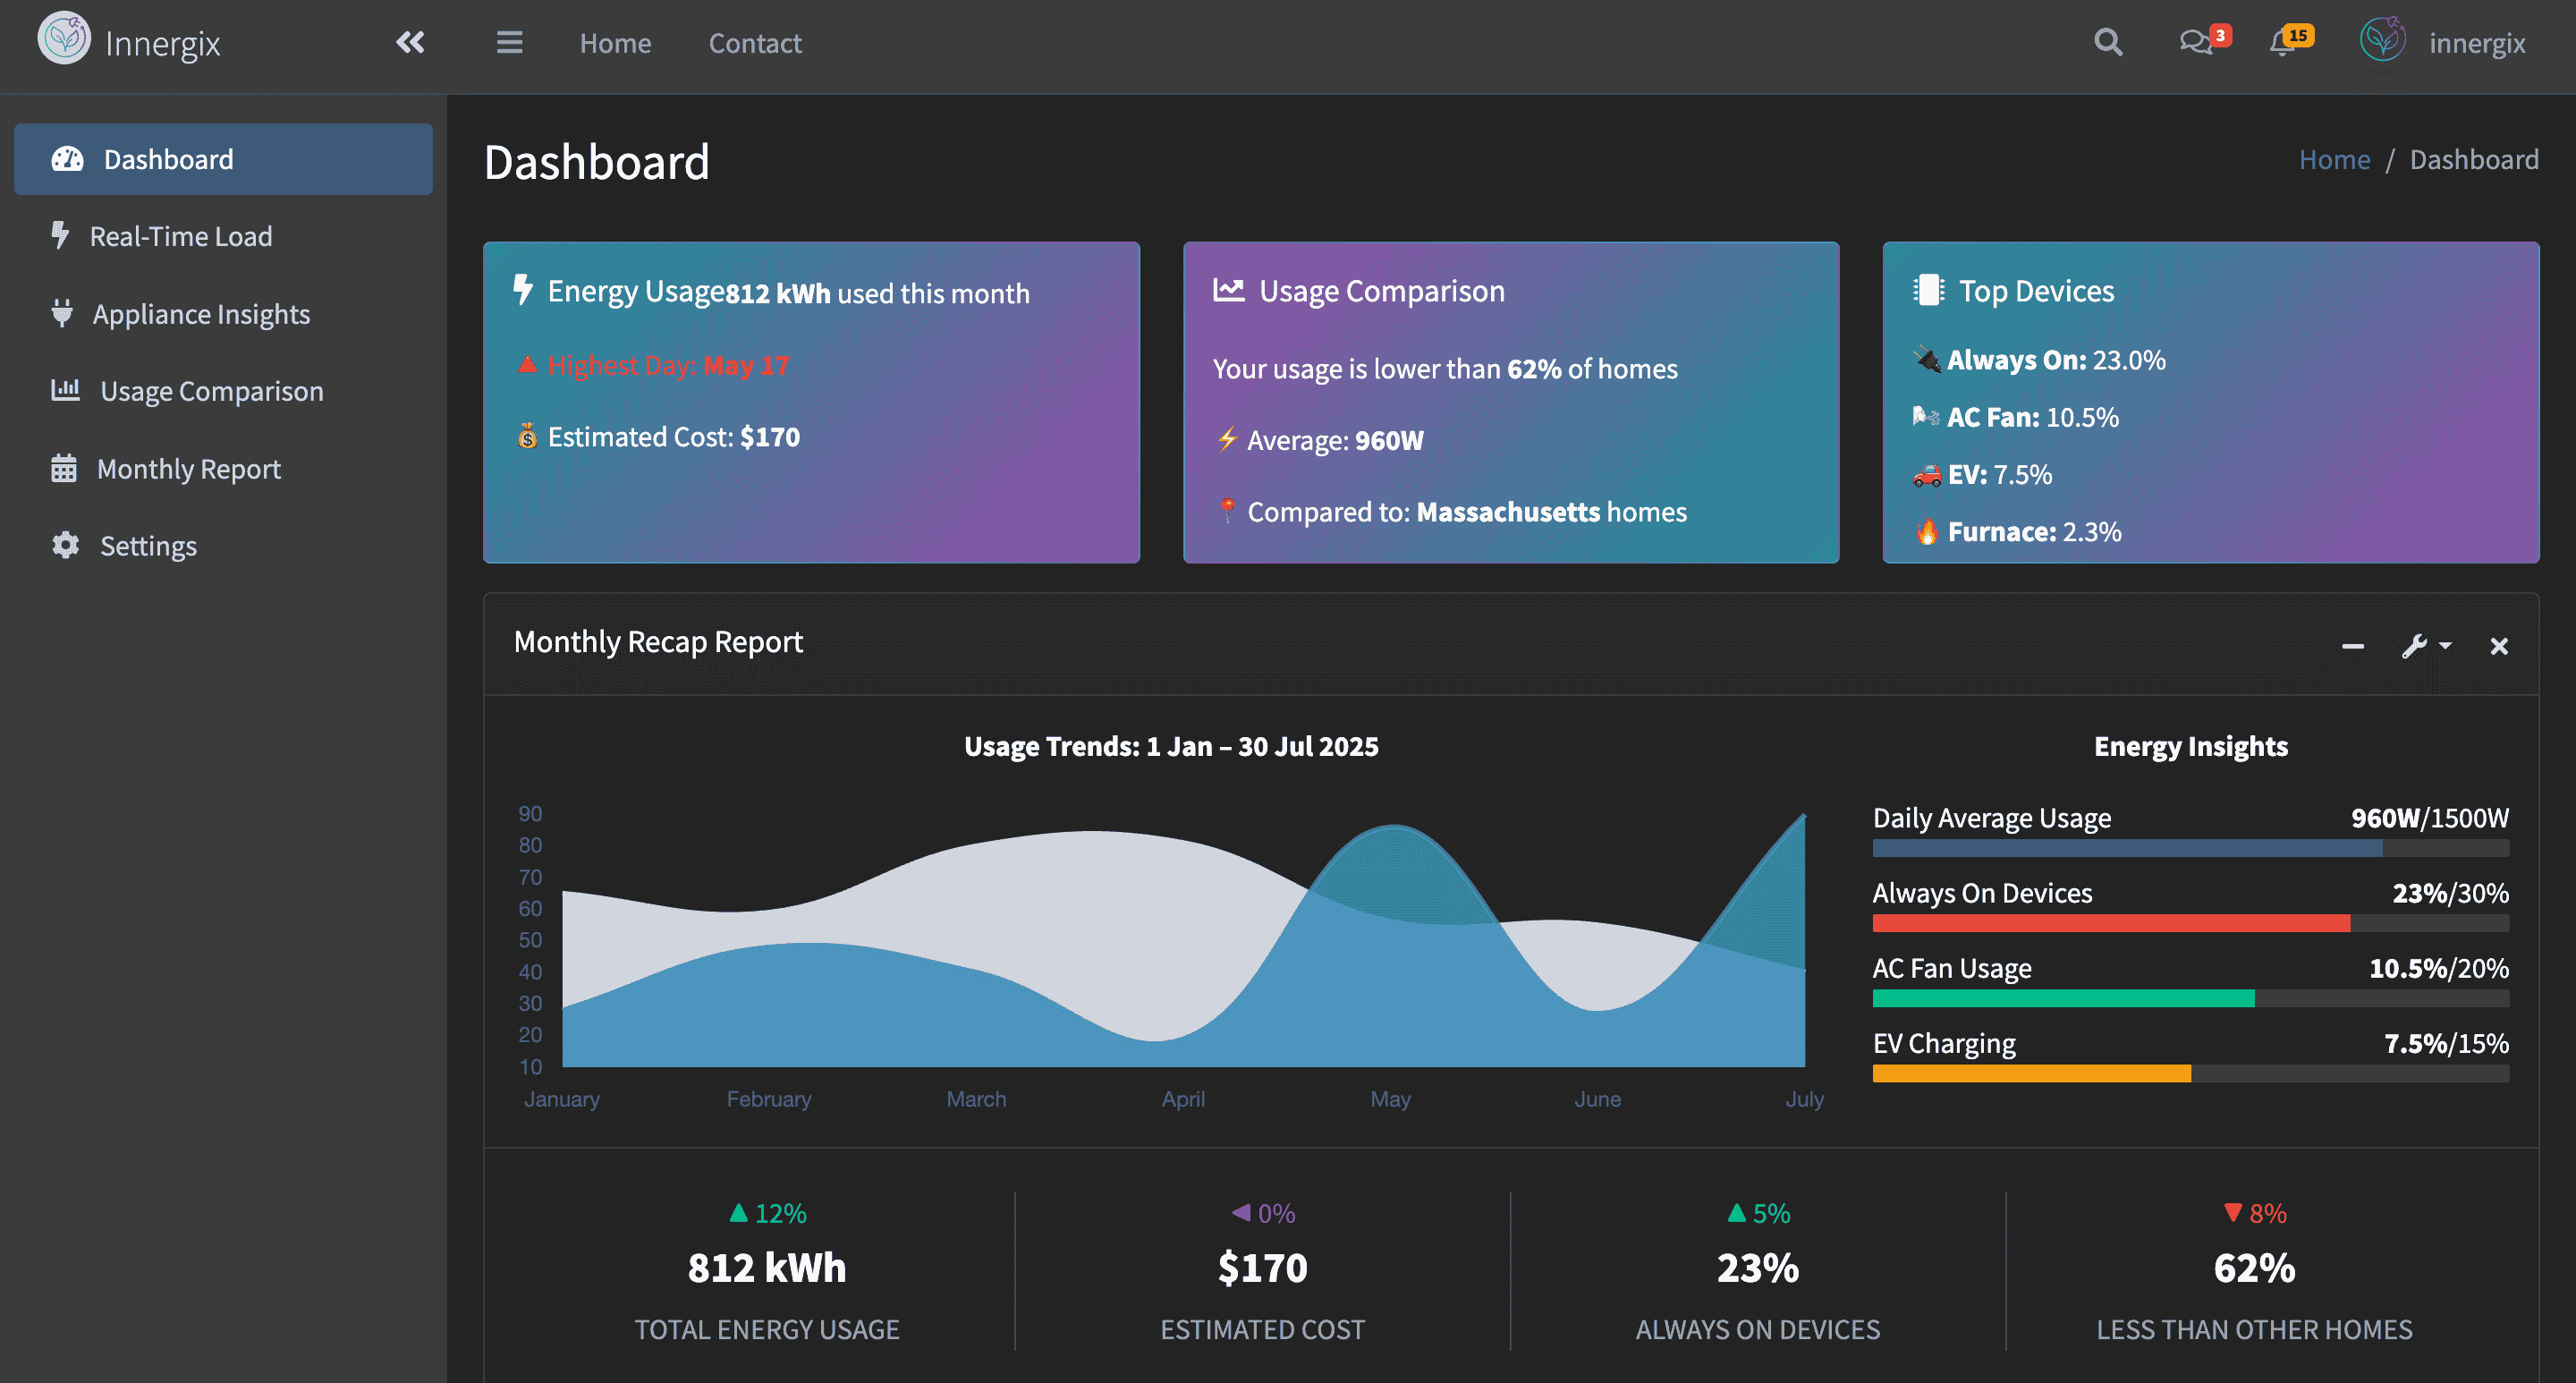 Innergix
Home Contact
3
15
innergix
Dashboard
Real-Time Load
Appliance Insights
Usage Comparison
Monthly Report
Settings
Dashboard
Home / Dashboard
Energy Usage812 kWh used this month
Highest Day: May 17
Estimated Cost: $170
Usage Comparison
Your usage is lower than 62% of homes
Average: 960W
Compared to: Massachusetts homes
Top Devices
Always On: 23.0%
AC Fan: 10.5%
EV: 7.5%
Furnace: 2.3%
Monthly Recap Report
Usage Trends: 1 Jan – 30 Jul 2025
90
80
70
60
50
40
30
20
10
January February March April May June July
Energy Insights
Daily Average Usage 960W/1500W
Always On Devices 23%/30%
AC Fan Usage 10.5%/20%
EV Charging 7.5%/15%
12%
812 kWh
TOTAL ENERGY USAGE
0%
$170
ESTIMATED COST
5%
23%
ALWAYS ON DEVICES
8%
62%
LESS THAN OTHER HOMES